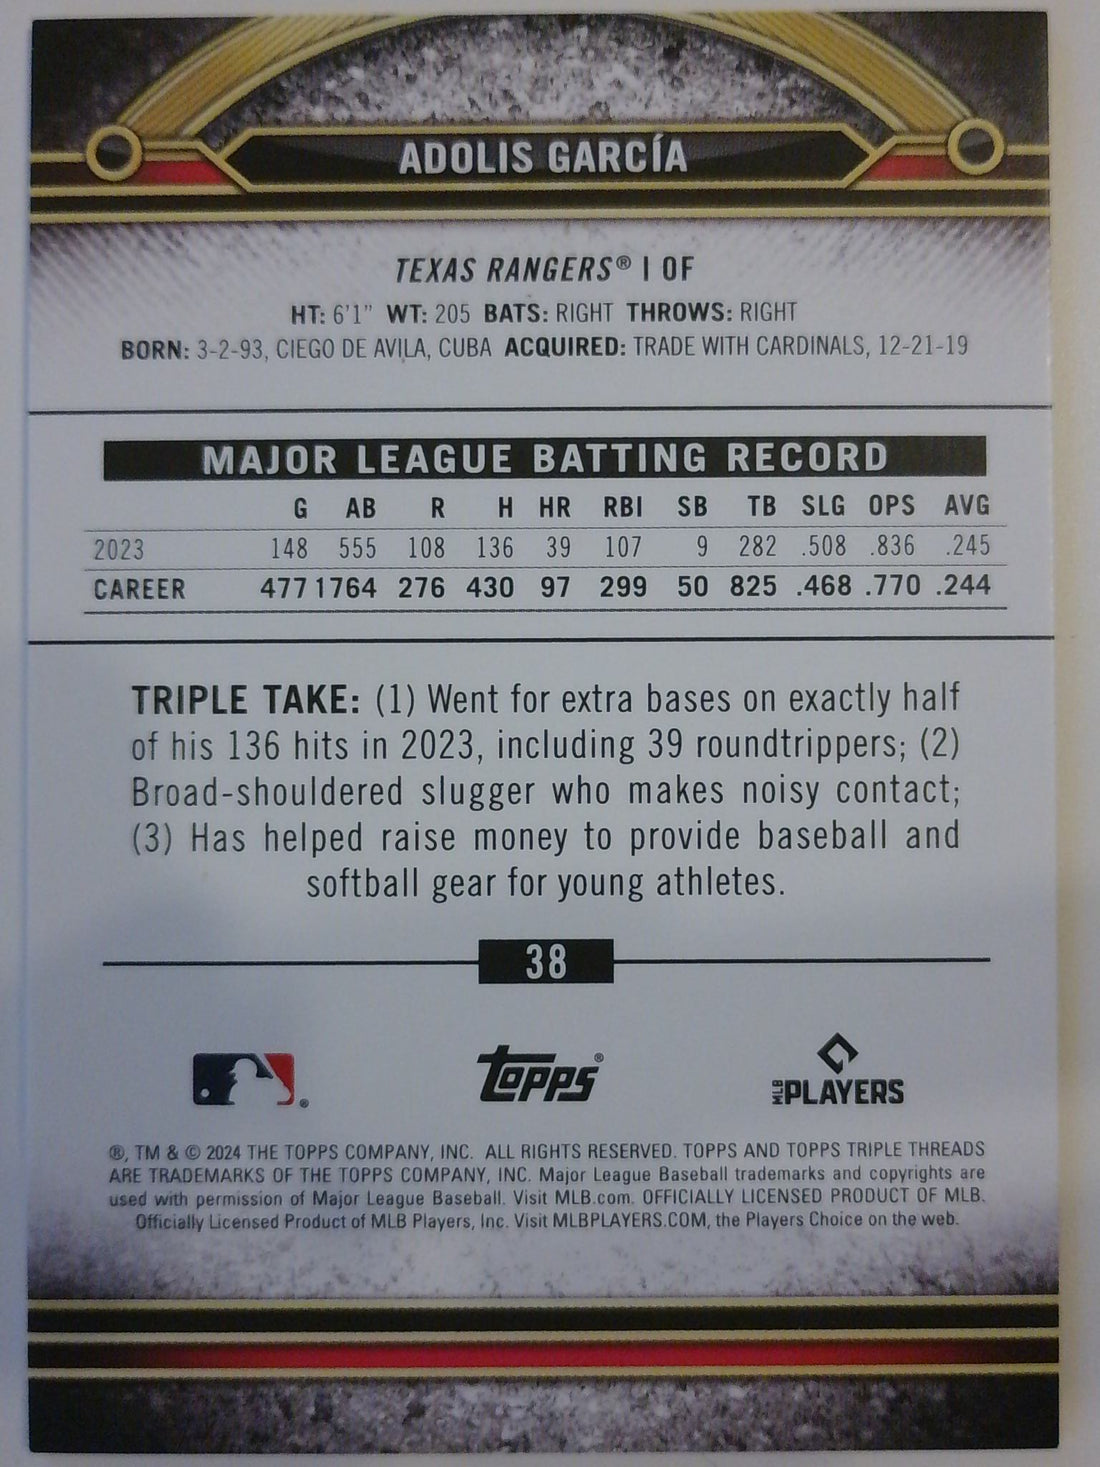 ADOLIS GARCÍA
TEXAS RANGERS® | OF
HT: 6'1" WT: 205 BATS: RIGHT THROWS: RIGHT
BORN: 3-2-93, CIEGO DE AVILA, CUBA ACQUIRED: TRADE WITH CARDINALS, 12-21-19
MAJOR LEAGUE BATTING RECORD
G AB R H HR RBI SB TB SLG OPS AVG
2023 148 555 108 136 39 107 9 282 .508 .836 .245
CAREER 477 1764 276 430 97 299 50 825 .468 .770 .244
TRIPLE TAKE: (1) Went for extra bases on exactly half
of his 136 hits in 2023, including 39 roundtrippers; (2)
Broad-shouldered slugger who makes noisy contact;
(3) Has helped raise money to provide baseball and
softball gear for young athletes.
38
®
topps®
MLB PLAYERS
®, TM & © 2024 THE TOPPS COMPANY, INC. ALL RIGHTS RESERVED. TOPPS AND TOPPS TRIPLE THREADS
ARE TRADEMARKS OF THE TOPPS COMPANY, INC. Major League Baseball trademarks and copyrights are
used with permission of Major League Baseball. Visit MLB.com. OFFICIALLY LICENSED PRODUCT OF MLB.
Officially Licensed Product of MLB Players, Inc. Visit MLBPLAYERS.COM, the Players Choice on the web.